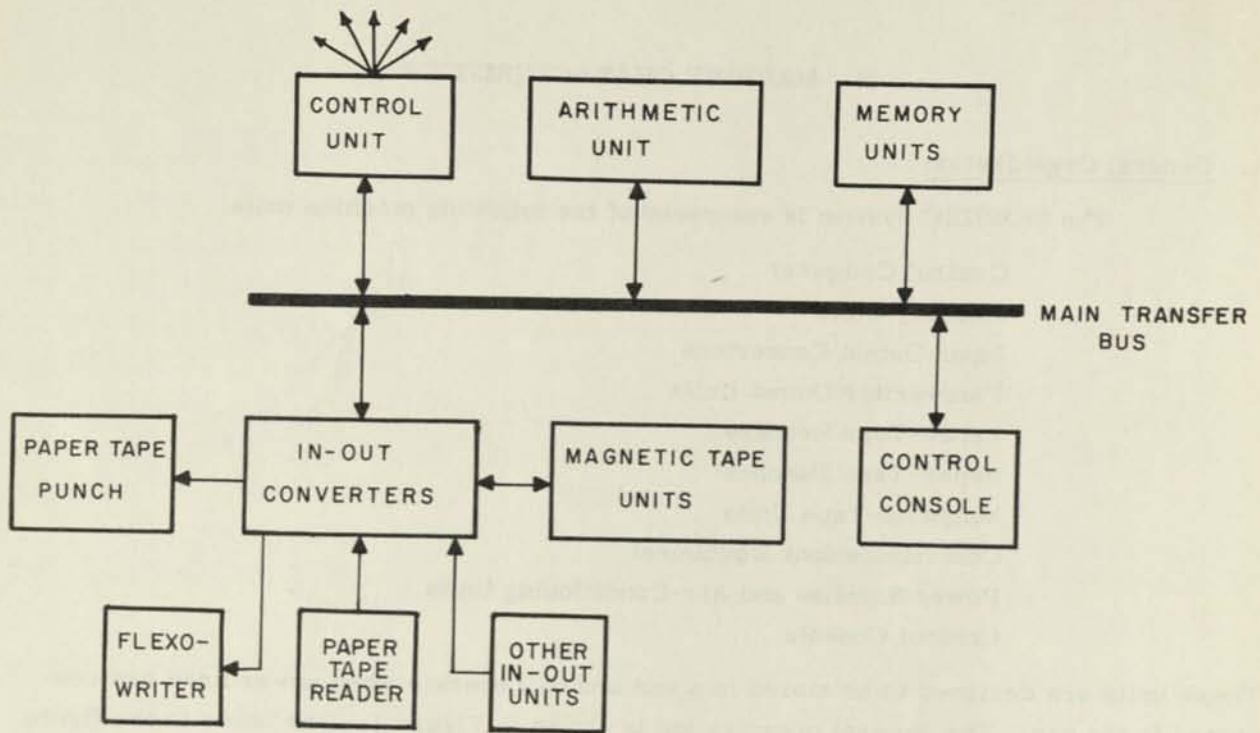 CONTROL
UNIT
ARITHMETIC
UNIT
MEMORY
UNITS
MAIN TRANSFER
BUS
PAPER TAPE
PUNCH
IN-OUT
CONVERTERS
MAGNETIC TAPE
UNITS
CONTROL
CONSOLE
FLEXO-
WRITER
PAPER
TAPE
READER
OTHER
IN-OUT
UNITS